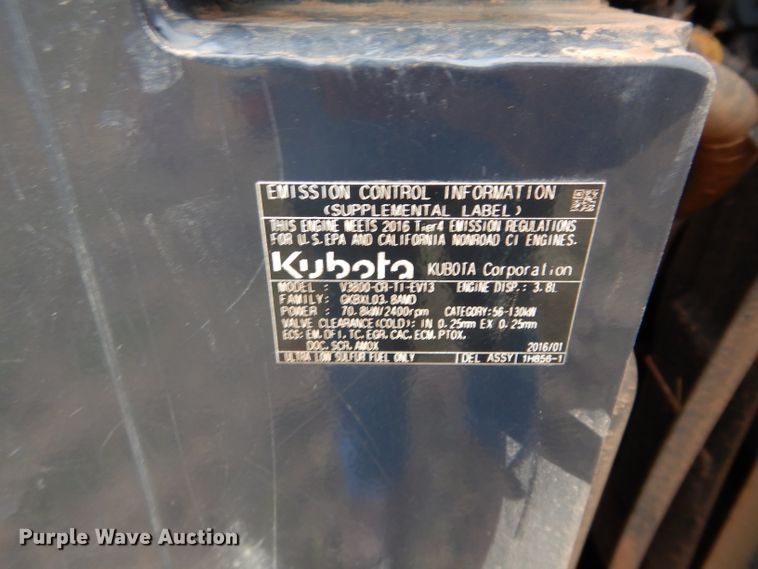 EMISSION CONTROL INFORMATION
(SUPPLEMENTAL LABEL)
THIS ENGINE MEETS 2016 Tier4 EMISSION REGULATIONS
FOR U.S.EPA AND CALIFORNIA NONROAD CI ENGINES.
Kubota KUBOTA Corporation
MODEL : V3800-CR-TI-EV13 ENGINE DISP.: 3.8L
FAMILY: GKBXL03.8AMD
POWER : 70.8kW/2400rpm CATEGORY:56-130kW
VALVE CLEARANCE(COLD): IN 0.25mm EX 0.25mm
ECS: EM, DFI, TC, EGR, CAC, ECM, PTOX,
DOC, SCR, AMOX 2016/01
ULTRA LOW SULFUR FUEL ONLY DEL ASSY 1H856-1
Purple Wave Auction